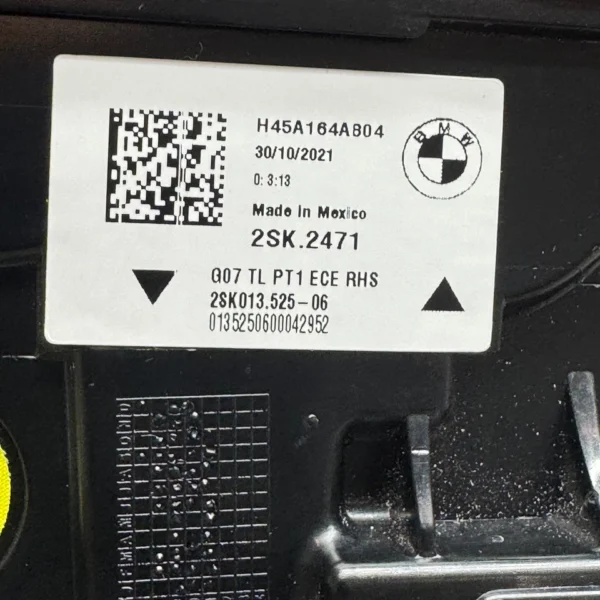 H45A164A804
BMW
30/10/2021
0: 3:13
Made In Mexico
2SK.2471
G07 TL PT1 ECE RHS
2SK013.525-06
0135250600042952